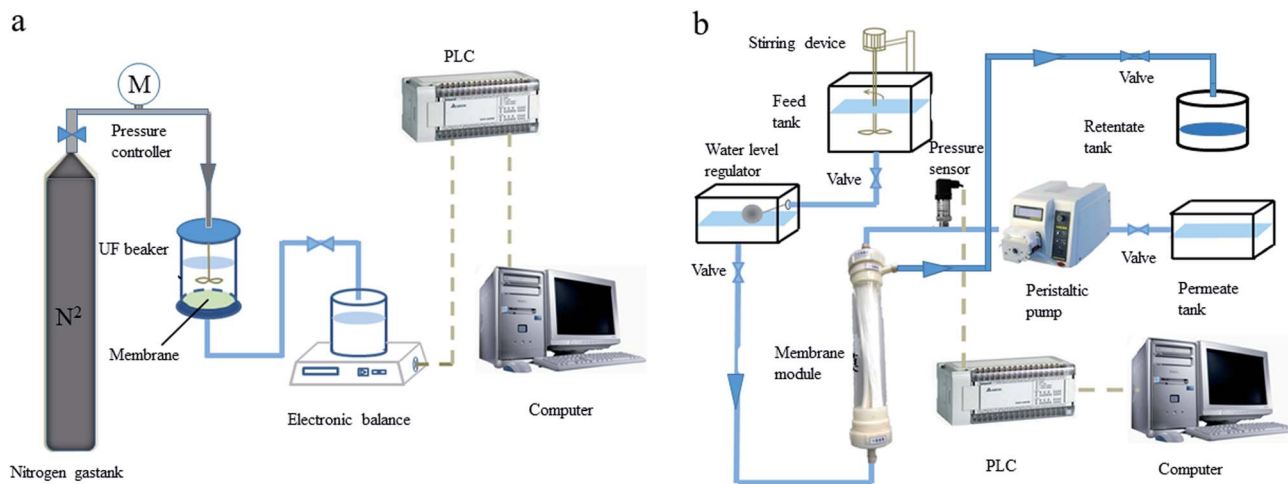 a
M
Pressure
controller
PLC
UF beaker
N²
Membrane
Electronic balance
Computer
Nitrogen gastank
b
Stirring device
Feed
tank
Valve
Retentate
tank
Water level
regulator
Valve
Pressure
sensor
Valve
Valve
Peristaltic
pump
Permeate
tank
Membrane
module
PLC
Computer